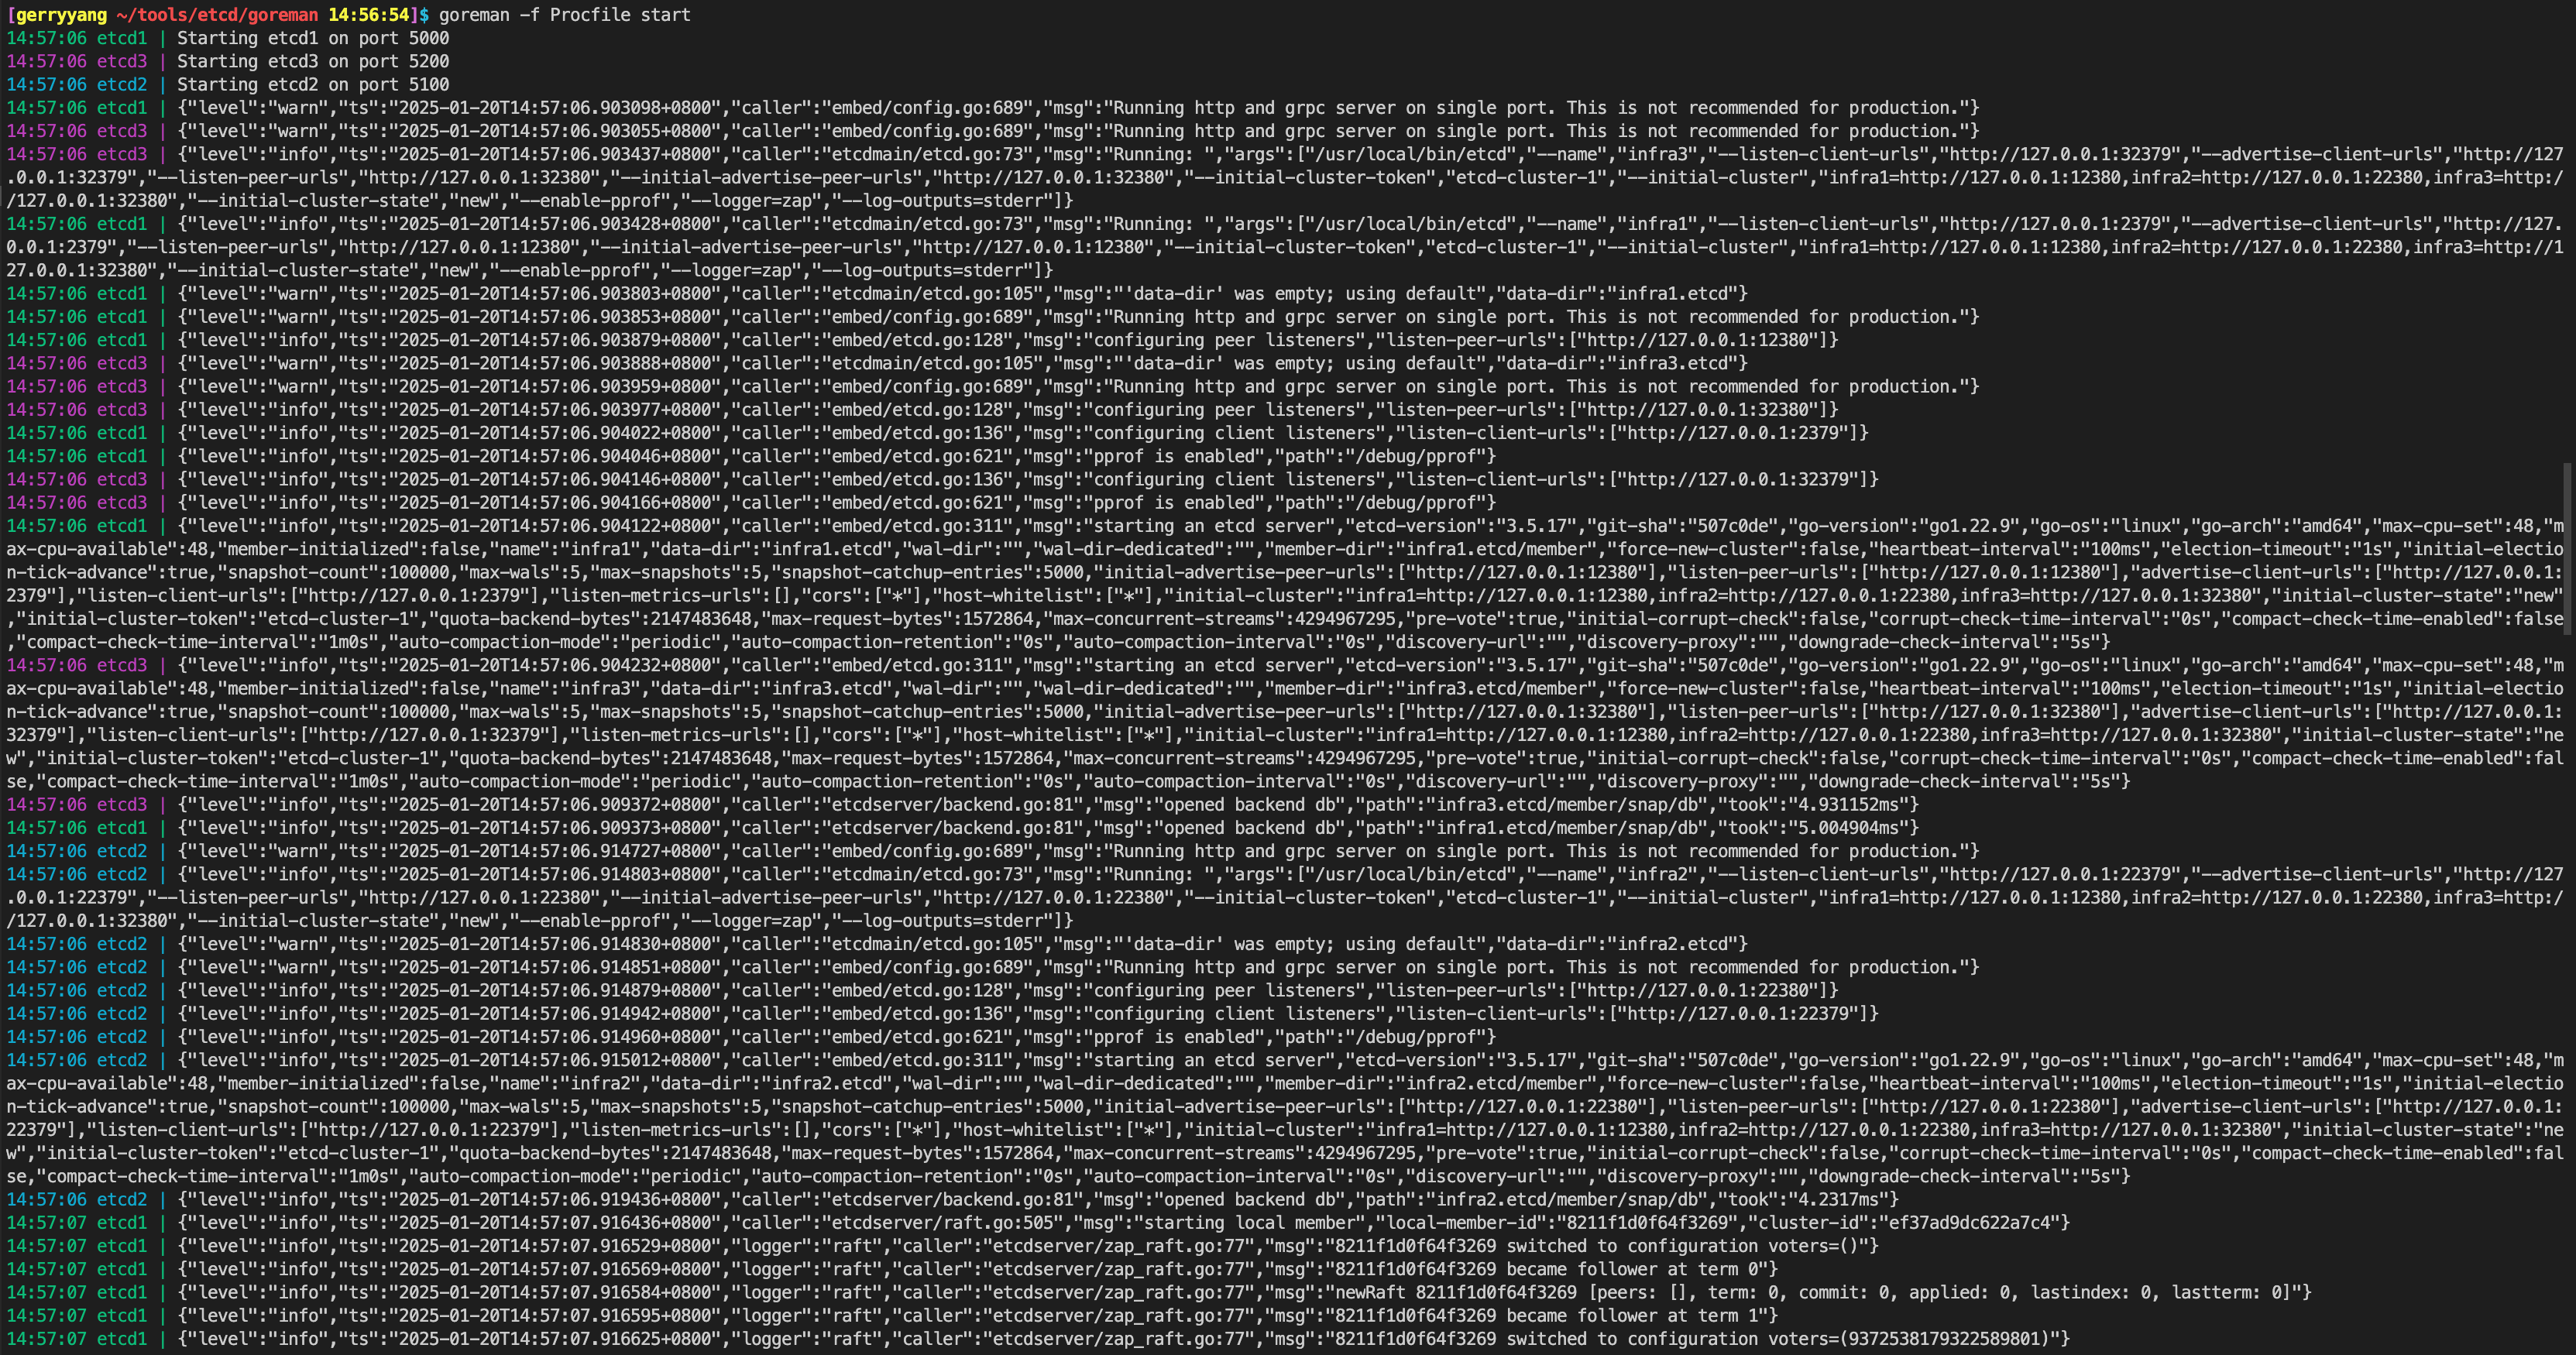 [gerryyang ~/tools/etcd/goreman 14:56:54]$ goreman -f Procfile start
14:57:06 etcd1 | Starting etcd1 on port 5000
14:57:06 etcd3 | Starting etcd3 on port 5200
14:57:06 etcd2 | Starting etcd2 on port 5100
14:57:06 etcd1 | {"level":"warn","ts":"2025-01-20T14:57:06.903098+0800","caller":"embed/config.go:689","msg":"Running http and grpc server on single port. This is not recommended for production."}
14:57:06 etcd3 | {"level":"warn","ts":"2025-01-20T14:57:06.903055+0800","caller":"embed/config.go:689","msg":"Running http and grpc server on single port. This is not recommended for production."}
14:57:06 etcd3 | {"level":"info","ts":"2025-01-20T14:57:06.903437+0800","caller":"etcdmain/etcd.go:73","msg":"Running: ","args":["/usr/local/bin/etcd","--name","infra3","--listen-client-urls","http://127.0.0.1:32379","--advertise-client-urls","http://127
.0.0.1:32379","--listen-peer-urls","http://127.0.0.1:32380","--initial-advertise-peer-urls","http://127.0.0.1:32380","--initial-cluster-token","etcd-cluster-1","--initial-cluster","infra1=http://127.0.0.1:12380,infra2=http://127.0.0.1:22380,infra3=http:/
/127.0.0.1:32380","--initial-cluster-state","new","--enable-pprof","--logger=zap","--log-outputs=stderr"]}
14:57:06 etcd1 | {"level":"info","ts":"2025-01-20T14:57:06.903428+0800","caller":"etcdmain/etcd.go:73","msg":"Running: ","args":["/usr/local/bin/etcd","--name","infra1","--listen-client-urls","http://127.0.0.1:2379","--advertise-client-urls","http://127.
0.0.1:2379","--listen-peer-urls","http://127.0.0.1:12380","--initial-advertise-peer-urls","http://127.0.0.1:12380","--initial-cluster-token","etcd-cluster-1","--initial-cluster","infra1=http://127.0.0.1:12380,infra2=http://127.0.0.1:22380,infra3=http://1
27.0.0.1:32380","--initial-cluster-state","new","--enable-pprof","--logger=zap","--log-outputs=stderr"]}
14:57:06 etcd1 | {"level":"warn","ts":"2025-01-20T14:57:06.903803+0800","caller":"etcdmain/etcd.go:105","msg":"'data-dir' was empty; using default","data-dir":"infra1.etcd"}
14:57:06 etcd1 | {"level":"warn","ts":"2025-01-20T14:57:06.903853+0800","caller":"embed/config.go:689","msg":"Running http and grpc server on single port. This is not recommended for production."}
14:57:06 etcd1 | {"level":"info","ts":"2025-01-20T14:57:06.903879+0800","caller":"embed/etcd.go:128","msg":"configuring peer listeners","listen-peer-urls":["http://127.0.0.1:12380"]}
14:57:06 etcd3 | {"level":"warn","ts":"2025-01-20T14:57:06.903888+0800","caller":"etcdmain/etcd.go:105","msg":"'data-dir' was empty; using default","data-dir":"infra3.etcd"}
14:57:06 etcd3 | {"level":"warn","ts":"2025-01-20T14:57:06.903959+0800","caller":"embed/config.go:689","msg":"Running http and grpc server on single port. This is not recommended for production."}
14:57:06 etcd3 | {"level":"info","ts":"2025-01-20T14:57:06.903977+0800","caller":"embed/etcd.go:128","msg":"configuring peer listeners","listen-peer-urls":["http://127.0.0.1:32380"]}
14:57:06 etcd1 | {"level":"info","ts":"2025-01-20T14:57:06.904022+0800","caller":"embed/etcd.go:136","msg":"configuring client listeners","listen-client-urls":["http://127.0.0.1:2379"]}
14:57:06 etcd1 | {"level":"info","ts":"2025-01-20T14:57:06.904046+0800","caller":"embed/etcd.go:621","msg":"pprof is enabled","path":"/debug/pprof"}
14:57:06 etcd3 | {"level":"info","ts":"2025-01-20T14:57:06.904146+0800","caller":"embed/etcd.go:136","msg":"configuring client listeners","listen-client-urls":["http://127.0.0.1:32379"]}
14:57:06 etcd3 | {"level":"info","ts":"2025-01-20T14:57:06.904166+0800","caller":"embed/etcd.go:621","msg":"pprof is enabled","path":"/debug/pprof"}
14:57:06 etcd1 | {"level":"info","ts":"2025-01-20T14:57:06.904122+0800","caller":"embed/etcd.go:311","msg":"starting an etcd server","etcd-version":"3.5.17","git-sha":"507c0de","go-version":"go1.22.9","go-os":"linux","go-arch":"amd64","max-cpu-set":48,"m
ax-cpu-available":48,"member-initialized":false,"name":"infra1","data-dir":"infra1.etcd","wal-dir":"","wal-dir-dedicated":"","member-dir":"infra1.etcd/member","force-new-cluster":false,"heartbeat-interval":"100ms","election-timeout":"1s","initial-electio
n-tick-advance":true,"snapshot-count":100000,"max-wals":5,"max-snapshots":5,"snapshot-catchup-entries":5000,"initial-advertise-peer-urls":["http://127.0.0.1:12380"],"listen-peer-urls":["http://127.0.0.1:12380"],"advertise-client-urls":["http://127.0.0.1:
2379"],"listen-client-urls":["http://127.0.0.1:2379"],"listen-metrics-urls":[],"cors":["*"],"host-whitelist":["*"],"initial-cluster":"infra1=http://127.0.0.1:12380,infra2=http://127.0.0.1:22380,infra3=http://127.0.0.1:32380","initial-cluster-state":"new"
,"initial-cluster-token":"etcd-cluster-1","quota-backend-bytes":2147483648,"max-request-bytes":1572864,"max-concurrent-streams":4294967295,"pre-vote":true,"initial-corrupt-check":false,"corrupt-check-time-interval":"0s","compact-check-time-enabled":false
,"compact-check-time-interval":"1m0s","auto-compaction-mode":"periodic","auto-compaction-retention":"0s","auto-compaction-interval":"0s","discovery-url":"","discovery-proxy":"","downgrade-check-interval":"5s"}
14:57:06 etcd3 | {"level":"info","ts":"2025-01-20T14:57:06.904232+0800","caller":"embed/etcd.go:311","msg":"starting an etcd server","etcd-version":"3.5.17","git-sha":"507c0de","go-version":"go1.22.9","go-os":"linux","go-arch":"amd64","max-cpu-set":48,"m
ax-cpu-available":48,"member-initialized":false,"name":"infra3","data-dir":"infra3.etcd","wal-dir":"","wal-dir-dedicated":"","member-dir":"infra3.etcd/member","force-new-cluster":false,"heartbeat-interval":"100ms","election-timeout":"1s","initial-electio
n-tick-advance":true,"snapshot-count":100000,"max-wals":5,"max-snapshots":5,"snapshot-catchup-entries":5000,"initial-advertise-peer-urls":["http://127.0.0.1:32380"],"listen-peer-urls":["http://127.0.0.1:32380"],"advertise-client-urls":["http://127.0.0.1:
32379"],"listen-client-urls":["http://127.0.0.1:32379"],"listen-metrics-urls":[],"cors":["*"],"host-whitelist":["*"],"initial-cluster":"infra1=http://127.0.0.1:12380,infra2=http://127.0.0.1:22380,infra3=http://127.0.0.1:32380","initial-cluster-state":"ne
w","initial-cluster-token":"etcd-cluster-1","quota-backend-bytes":2147483648,"max-request-bytes":1572864,"max-concurrent-streams":4294967295,"pre-vote":true,"initial-corrupt-check":false,"corrupt-check-time-interval":"0s","compact-check-time-enabled":fal
se,"compact-check-time-interval":"1m0s","auto-compaction-mode":"periodic","auto-compaction-retention":"0s","auto-compaction-interval":"0s","discovery-url":"","discovery-proxy":"","downgrade-check-interval":"5s"}
14:57:06 etcd3 | {"level":"info","ts":"2025-01-20T14:57:06.909372+0800","caller":"etcdserver/backend.go:81","msg":"opened backend db","path":"infra3.etcd/member/snap/db","took":"4.931152ms"}
14:57:06 etcd1 | {"level":"info","ts":"2025-01-20T14:57:06.909373+0800","caller":"etcdserver/backend.go:81","msg":"opened backend db","path":"infra1.etcd/member/snap/db","took":"5.004904ms"}
14:57:06 etcd2 | {"level":"warn","ts":"2025-01-20T14:57:06.914727+0800","caller":"embed/config.go:689","msg":"Running http and grpc server on single port. This is not recommended for production."}
14:57:06 etcd2 | {"level":"info","ts":"2025-01-20T14:57:06.914803+0800","caller":"etcdmain/etcd.go:73","msg":"Running: ","args":["/usr/local/bin/etcd","--name","infra2","--listen-client-urls","http://127.0.0.1:22379","--advertise-client-urls","http://127
.0.0.1:22379","--listen-peer-urls","http://127.0.0.1:22380","--initial-advertise-peer-urls","http://127.0.0.1:22380","--initial-cluster-token","etcd-cluster-1","--initial-cluster","infra1=http://127.0.0.1:12380,infra2=http://127.0.0.1:22380,infra3=http:/
/127.0.0.1:32380","--initial-cluster-state","new","--enable-pprof","--logger=zap","--log-outputs=stderr"]}
14:57:06 etcd2 | {"level":"warn","ts":"2025-01-20T14:57:06.914830+0800","caller":"etcdmain/etcd.go:105","msg":"'data-dir' was empty; using default","data-dir":"infra2.etcd"}
14:57:06 etcd2 | {"level":"warn","ts":"2025-01-20T14:57:06.914851+0800","caller":"embed/config.go:689","msg":"Running http and grpc server on single port. This is not recommended for production."}
14:57:06 etcd2 | {"level":"info","ts":"2025-01-20T14:57:06.914879+0800","caller":"embed/etcd.go:128","msg":"configuring peer listeners","listen-peer-urls":["http://127.0.0.1:22380"]}
14:57:06 etcd2 | {"level":"info","ts":"2025-01-20T14:57:06.914942+0800","caller":"embed/etcd.go:136","msg":"configuring client listeners","listen-client-urls":["http://127.0.0.1:22379"]}
14:57:06 etcd2 | {"level":"info","ts":"2025-01-20T14:57:06.914960+0800","caller":"embed/etcd.go:621","msg":"pprof is enabled","path":"/debug/pprof"}
14:57:06 etcd2 | {"level":"info","ts":"2025-01-20T14:57:06.915012+0800","caller":"embed/etcd.go:311","msg":"starting an etcd server","etcd-version":"3.5.17","git-sha":"507c0de","go-version":"go1.22.9","go-os":"linux","go-arch":"amd64","max-cpu-set":48,"m
ax-cpu-available":48,"member-initialized":false,"name":"infra2","data-dir":"infra2.etcd","wal-dir":"","wal-dir-dedicated":"","member-dir":"infra2.etcd/member","force-new-cluster":false,"heartbeat-interval":"100ms","election-timeout":"1s","initial-electio
n-tick-advance":true,"snapshot-count":100000,"max-wals":5,"max-snapshots":5,"snapshot-catchup-entries":5000,"initial-advertise-peer-urls":["http://127.0.0.1:22380"],"listen-peer-urls":["http://127.0.0.1:22380"],"advertise-client-urls":["http://127.0.0.1:
22379"],"listen-client-urls":["http://127.0.0.1:22379"],"listen-metrics-urls":[],"cors":["*"],"host-whitelist":["*"],"initial-cluster":"infra1=http://127.0.0.1:12380,infra2=http://127.0.0.1:22380,infra3=http://127.0.0.1:32380","initial-cluster-state":"ne
w","initial-cluster-token":"etcd-cluster-1","quota-backend-bytes":2147483648,"max-request-bytes":1572864,"max-concurrent-streams":4294967295,"pre-vote":true,"initial-corrupt-check":false,"corrupt-check-time-interval":"0s","compact-check-time-enabled":fal
se,"compact-check-time-interval":"1m0s","auto-compaction-mode":"periodic","auto-compaction-retention":"0s","auto-compaction-interval":"0s","discovery-url":"","discovery-proxy":"","downgrade-check-interval":"5s"}
14:57:06 etcd2 | {"level":"info","ts":"2025-01-20T14:57:06.919436+0800","caller":"etcdserver/backend.go:81","msg":"opened backend db","path":"infra2.etcd/member/snap/db","took":"4.2317ms"}
14:57:07 etcd1 | {"level":"info","ts":"2025-01-20T14:57:07.916436+0800","caller":"etcdserver/raft.go:505","msg":"starting local member","local-member-id":"8211f1d0f64f3269","cluster-id":"ef37ad9dc622a7c4"}
14:57:07 etcd1 | {"level":"info","ts":"2025-01-20T14:57:07.916529+0800","logger":"raft","caller":"etcdserver/zap_raft.go:77","msg":"8211f1d0f64f3269 switched to configuration voters=()"}
14:57:07 etcd1 | {"level":"info","ts":"2025-01-20T14:57:07.916569+0800","logger":"raft","caller":"etcdserver/zap_raft.go:77","msg":"8211f1d0f64f3269 became follower at term 0"}
14:57:07 etcd1 | {"level":"info","ts":"2025-01-20T14:57:07.916584+0800","logger":"raft","caller":"etcdserver/zap_raft.go:77","msg":"newRaft 8211f1d0f64f3269 [peers: [], term: 0, commit: 0, applied: 0, lastindex: 0, lastterm: 0]"}
14:57:07 etcd1 | {"level":"info","ts":"2025-01-20T14:57:07.916595+0800","logger":"raft","caller":"etcdserver/zap_raft.go:77","msg":"8211f1d0f64f3269 became follower at term 1"}
14:57:07 etcd1 | {"level":"info","ts":"2025-01-20T14:57:07.916625+0800","logger":"raft","caller":"etcdserver/zap_raft.go:77","msg":"8211f1d0f64f3269 switched to configuration voters=(9372538179322589801)"}